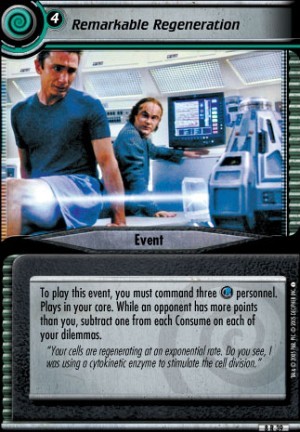 4
Remarkable Regeneration
Event
To play this event, you must command three personnel.
Plays in your core. While an opponent has more points
than you, subtract one from each Consume on each of
your dilemmas.
"Your cells are regenerating at an exponential rate. Do you see, I
was using a cytokinetic enzyme to stimulate the cell division."